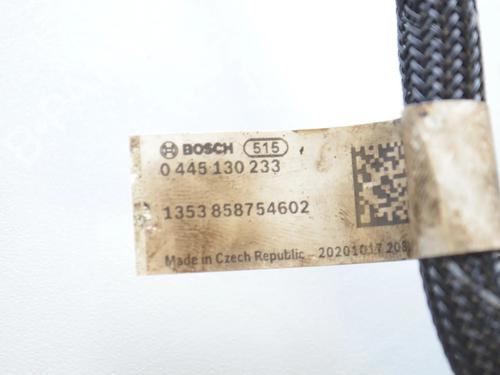 BOSCH 515
0 445 130 233
1353 858754602
Made in Czech Republic – 20201017 208